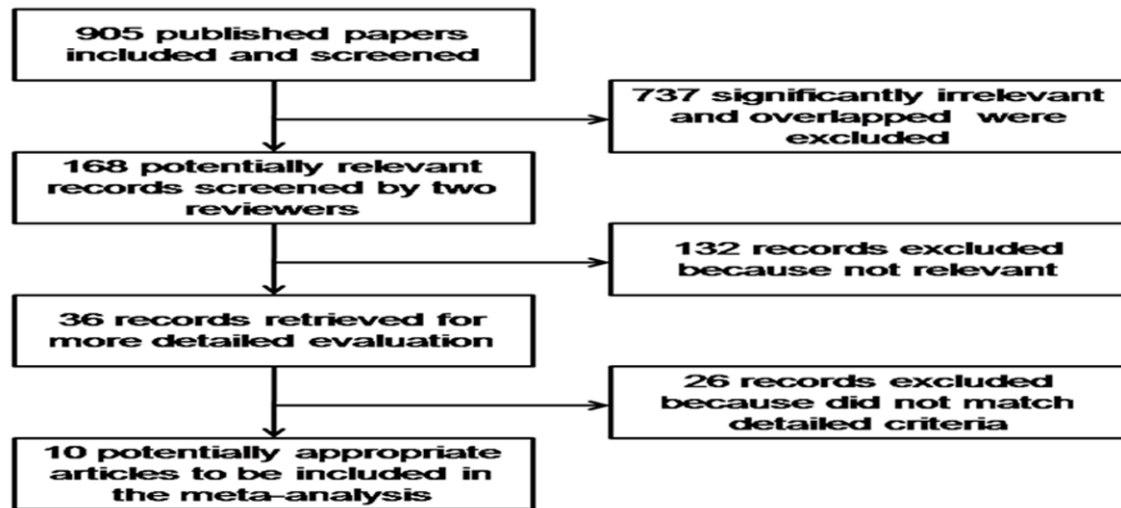 905 published papers
included and screened
737 significantly irrelevant
and overlapped were
excluded
168 potentially relevant
records screened by two
reviewers
132 records excluded
because not relevant
36 records retrieved for
more detailed evaluation
26 records excluded
because did not match
detailed criteria
10 potentially appropriate
articles to be included in
the meta-analysis